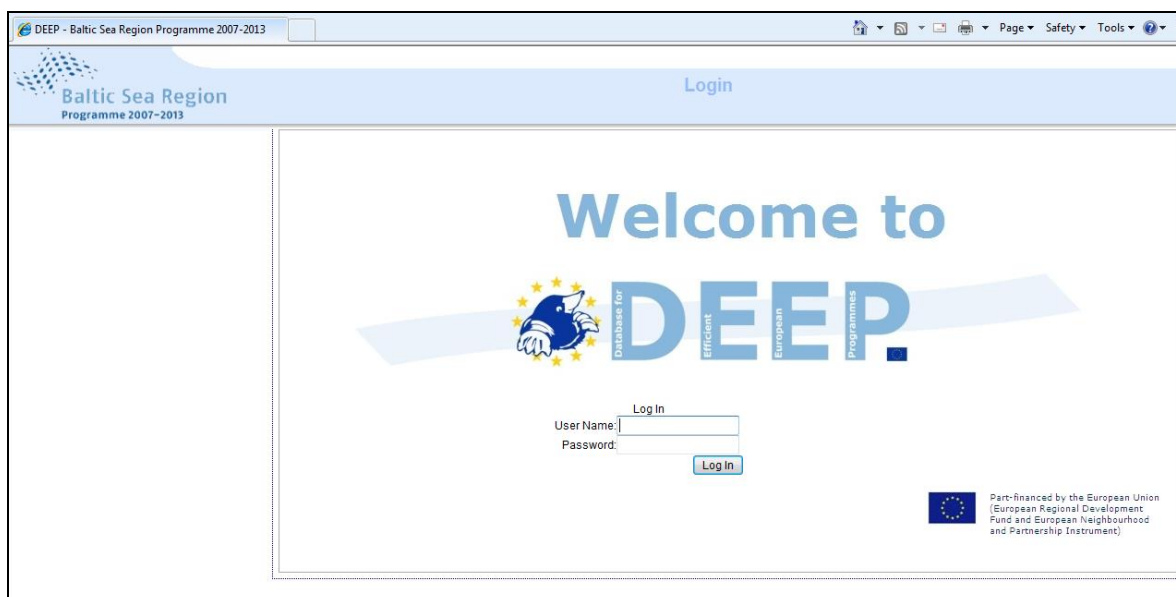 DEEP - Baltic Sea Region Programme 2007-2013
Page Safety Tools
Baltic Sea Region
Programme 2007-2013
Login
Welcome to
DEEP
Database for
Efficient
European
Programmes
Log In
User Name:
Password:
Log In
Part-financed by the European Union
(European Regional Development
Fund and European Neighbourhood
and Partnership Instrument)